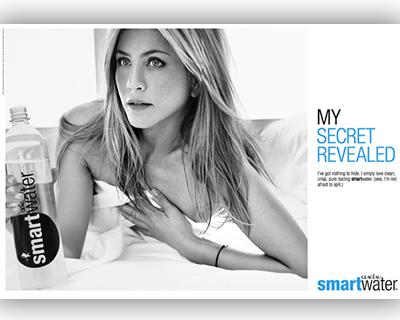 MY
SECRET
REVEALED
I've got nothing to hide. I simply love clean,
crisp, pure tasting smartwater. (see, I'm not
afraid to spill.)
smartwater
GLACÉAU
smartwater